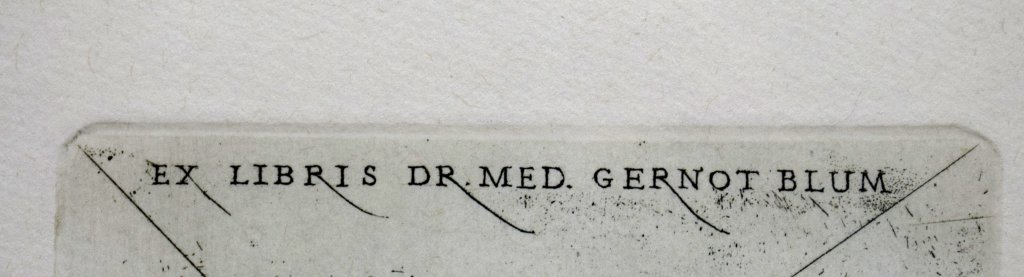 EX LIBRIS DR. MED. GERNOT BLUM